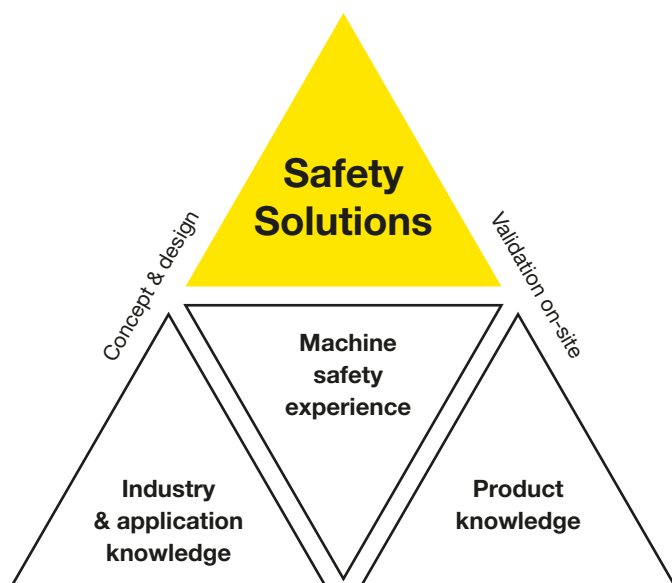 Safety
Solutions
Concept & design
Validation on-site
Machine
safety
experience
Industry
& application
knowledge
Product
knowledge